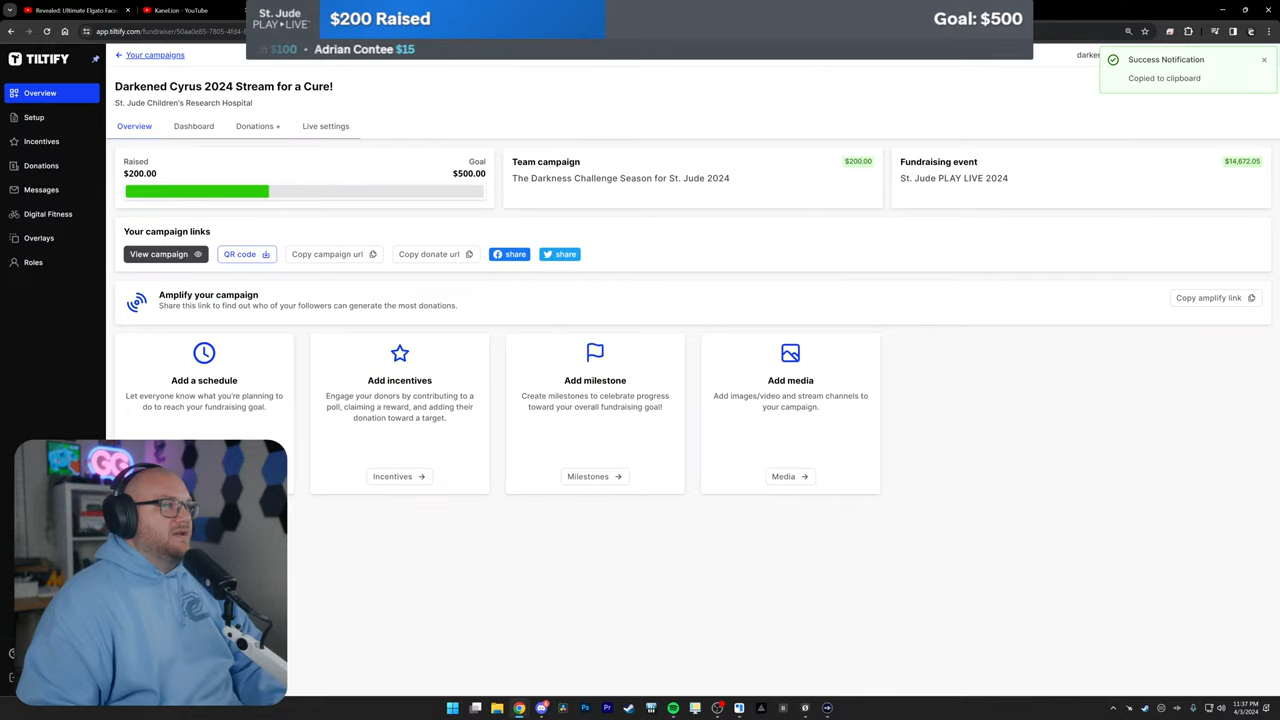 Revealed: Ultimate Elgato Face
KaneLion - YouTube
app.tiltify.com/fundraiser/50aa0e85-7805-4fd4-
St. Jude
PLAY LIVE
$200 Raised
Goal: $500
$100 • Adrian Contee $15
TILTIFY
Your campaigns
Success Notification
Copied to clipboard
Overview
Setup
Incentives
Donations
Messages
Digital Fitness
Overlays
Roles
Darkened Cyrus 2024 Stream for a Cure!
St. Jude Children's Research Hospital
Overview
Dashboard
Donations +
Live settings
Raised
Goal
$200.00
$500.00
Team campaign
$200.00
The Darkness Challenge Season for St. Jude 2024
Fundraising event
$14,672.05
St. Jude PLAY LIVE 2024
Your campaign links
View campaign
QR code
Copy campaign url
Copy donate url
share
share
Amplify your campaign
Share this link to find out who of your followers can generate the most donations.
Copy amplify link
Add a schedule
Let everyone know what you're planning to
do to reach your fundraising goal.
Add incentives
Engage your donors by contributing to a
poll, claiming a reward, and adding their
donation toward a target.
Incentives
Add milestone
Create milestones to celebrate progress
toward your overall fundraising goal!
Milestones
Add media
Add images/video and stream channels to
your campaign.
Media
GG
11:37 PM
4/3/2024